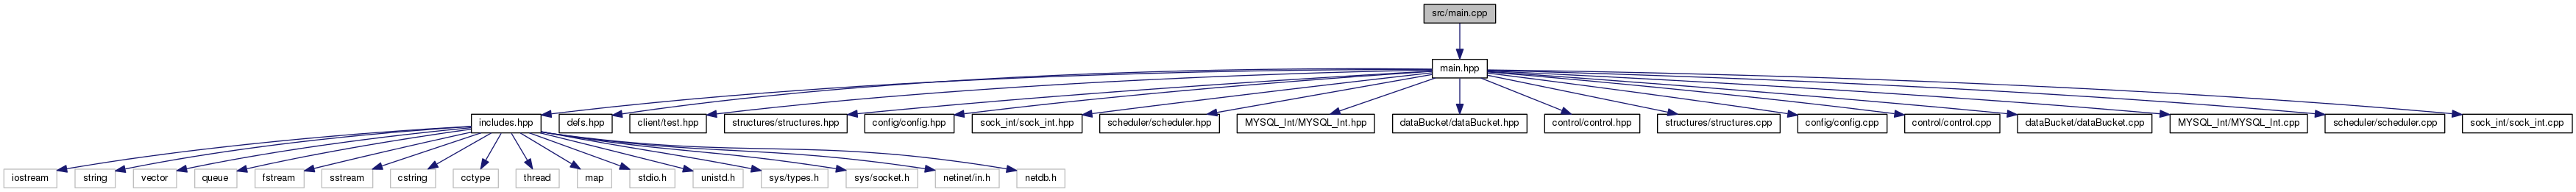 src/main.cpp
main.hpp
includes.hpp
defs.hpp
client/test.hpp
structures/structures.hpp
config/config.hpp
sock_int/sock_int.hpp
scheduler/scheduler.hpp
MYSQL_Int/MYSQL_Int.hpp
dataBucket/dataBucket.hpp
control/control.hpp
structures/structures.cpp
config/config.cpp
control/control.cpp
dataBucket/dataBucket.cpp
MYSQL_Int/MYSQL_Int.cpp
scheduler/scheduler.cpp
sock_int/sock_int.cpp
iostream
string
vector
queue
fstream
sstream
cstring
cctype
thread
map
stdio.h
unistd.h
sys/types.h
sys/socket.h
netinet/in.h
netdb.h